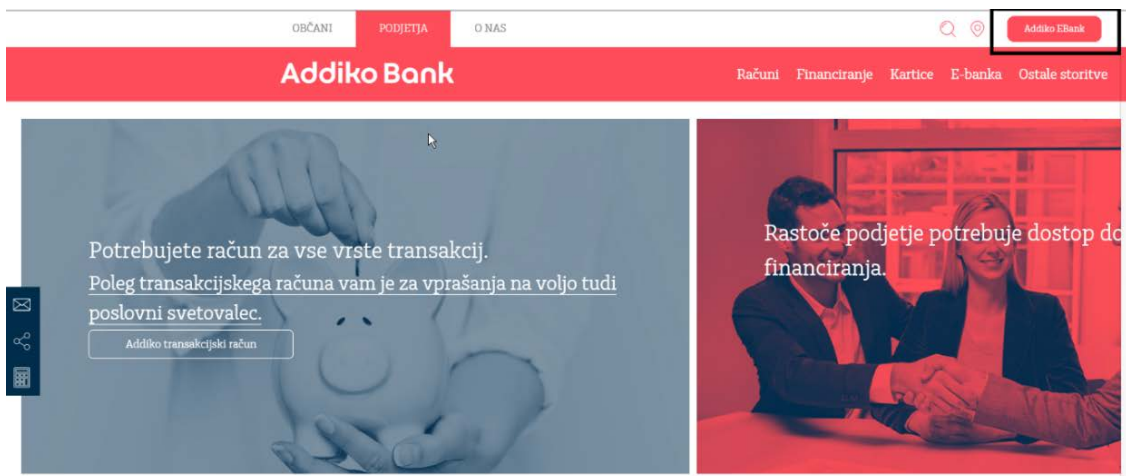 OBČANI
PODJETJA
O NAS
Addiko EBank
Addiko Bank
Računi
Financiranje
Kartice
E-banka
Ostale storitve
Potrebujete račun za vse vrste transakcij.
Poleg transakcijskega računa vam je za vprašanja na voljo tudi
poslovni svetovalec.
Addiko transakcijski račun
Rastoče podjetje potrebuje dostop do
financiranja.